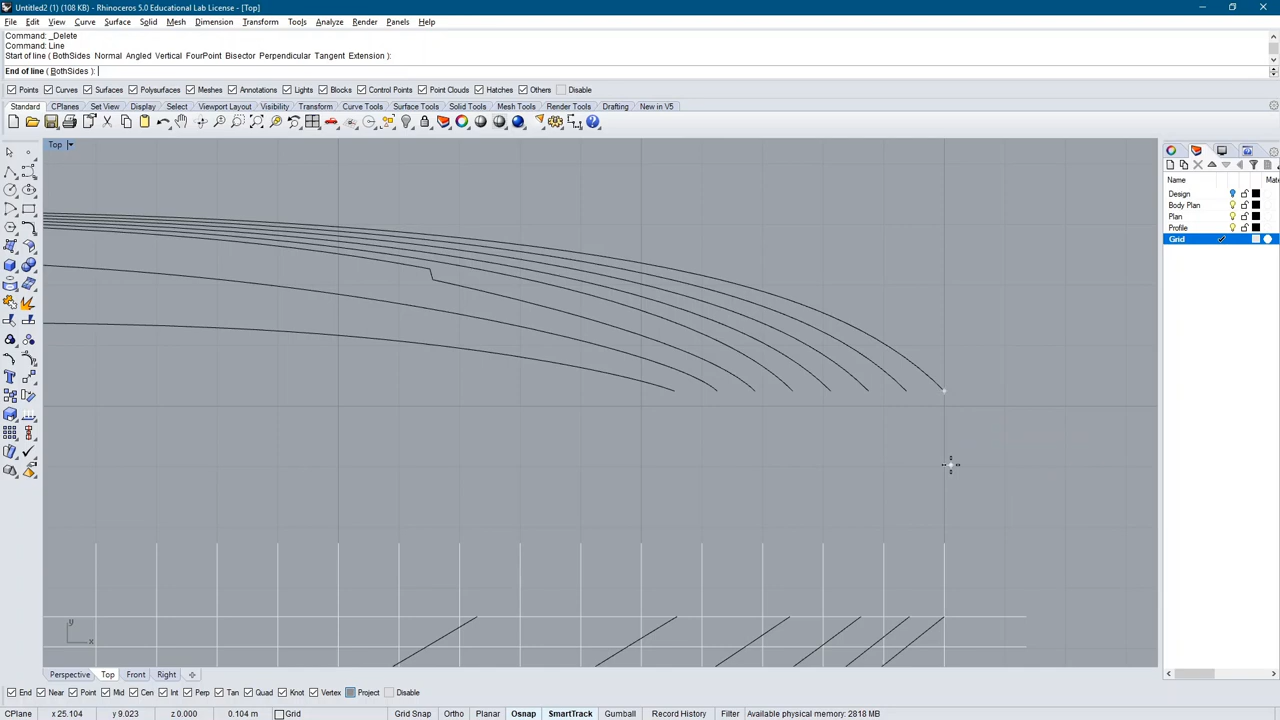 Untitled2 (1) (108 KB) - Rhinoceros 5.0 Educational Lab License - [Top]
File Edit View Curve Surface Solid Mesh Dimension Transform Tools Analyze Render Panels Help
Command: _Delete
Command: Line
Start of line ( BothSides Normal Angled Vertical FourPoint Bisector Perpendicular Tangent Extension ):
End of line ( BothSides ):
Points Curves Surfaces Polysurfaces Meshes Annotations Lights Blocks Control Points Point Clouds Hatches Others Disable
Standard CPlanes Set View Display Select Viewport Layout Visibility Transform Curve Tools Surface Tools Solid Tools Mesh Tools Render Tools Drafting New in V5
Top
Name Mate
Design
Body Plan
Plan
Profile
Grid
y
x
Perspective Top Front Right
End Near Point Mid Cen Int Perp Tan Quad Knot Vertex Project Disable
CPlane x 25.104 y 9.023 z 0.000 0.104 m Grid Grid Snap Ortho Planar Osnap SmartTrack Gumball Record History Filter Available physical memory: 2818 MB